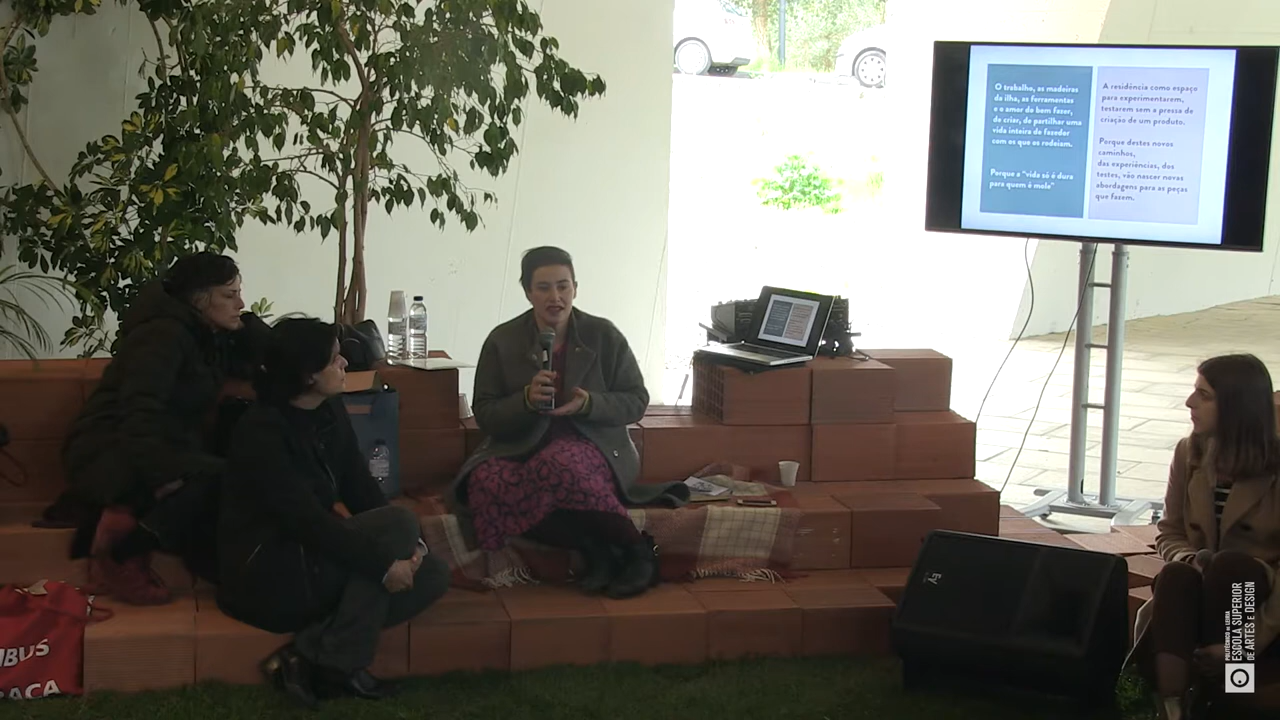 O trabalho, as madeiras
da ilha, as ferramentas
e o amor do bom fazer,
de criar, de partilhar uma
vida inteira de fazedor
com os que os rodeiam.
Porque a "vida só é dura
para quem é mole"
A residência como espaço
para experimentarem,
testarem sem a pressa de
criação de um produto.
Porque destes novos
caminhos,
das experiências, dos
testes, vão nascer novas
abordagens para as peças
que fazem.
POLITÉCNICO DE LEIRIA
ESCOLA SUPERIOR
DE ARTES E DESIGN